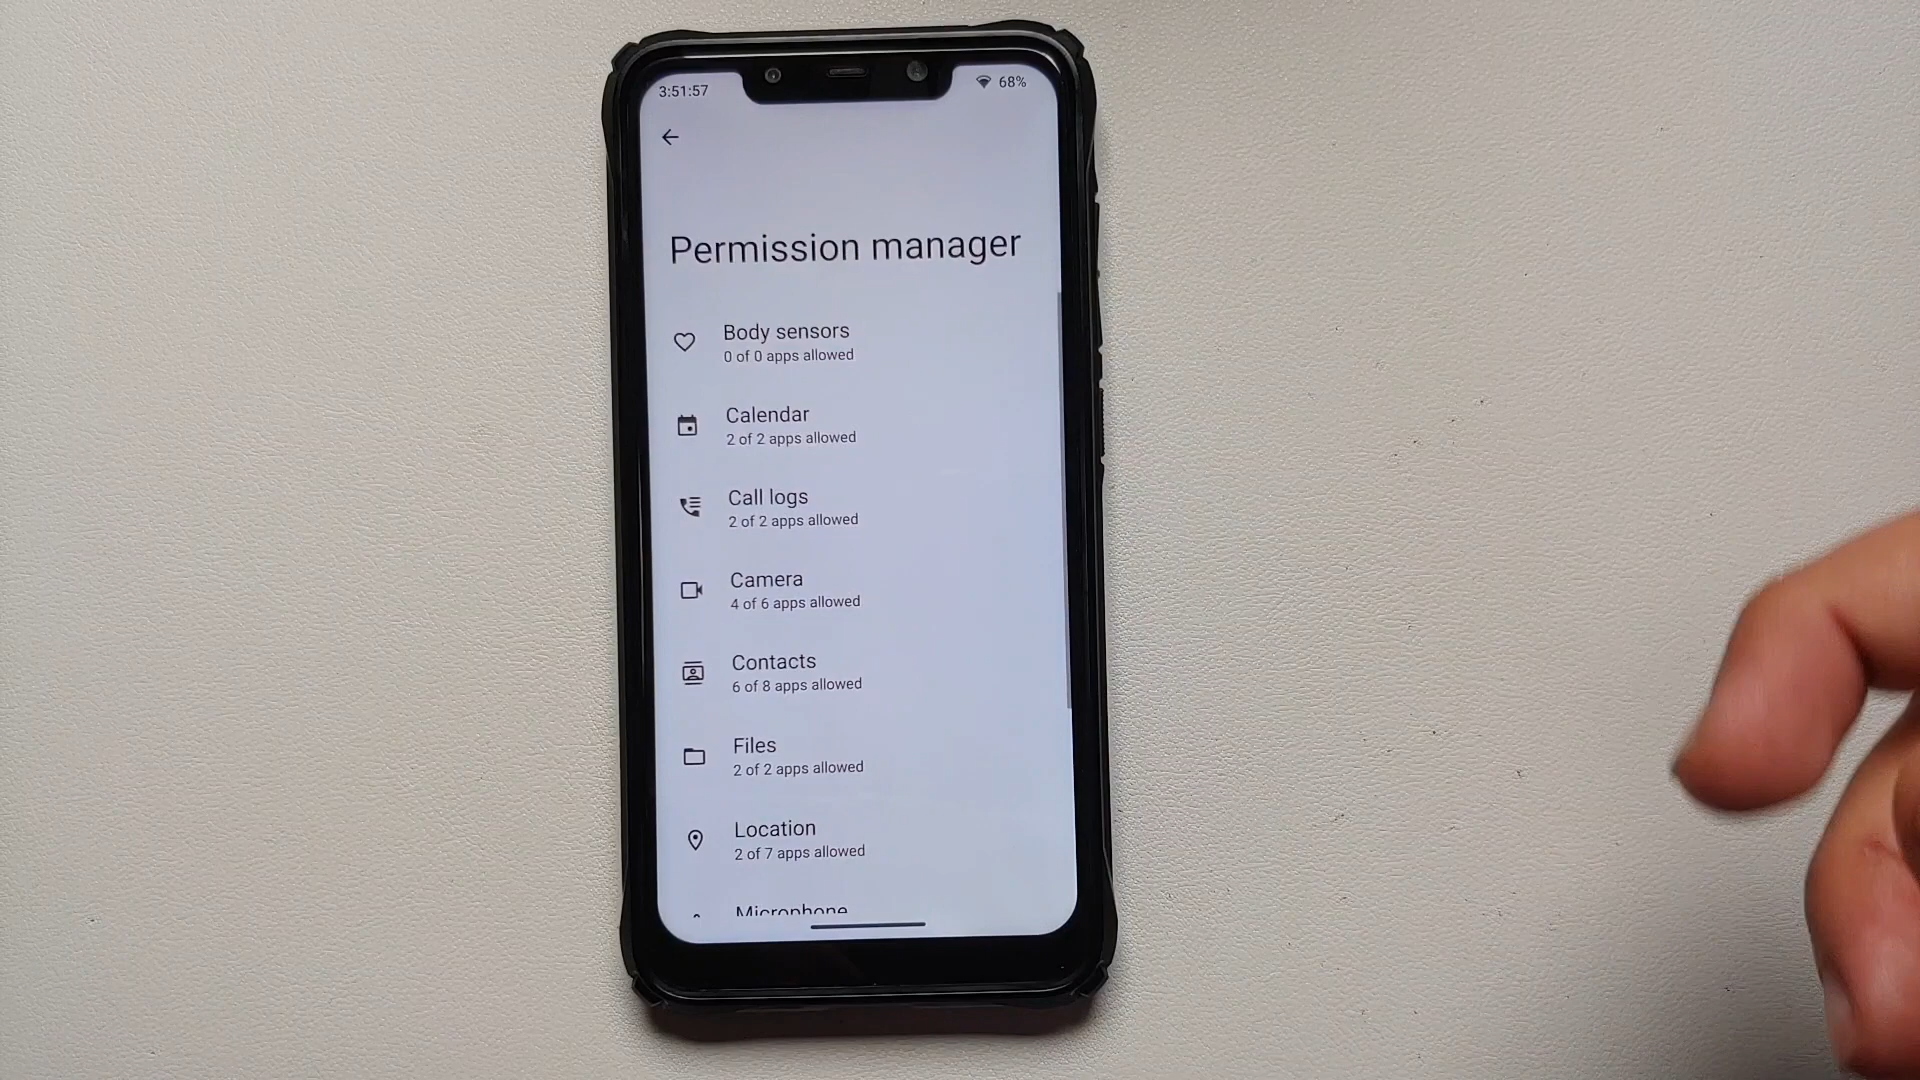 3:51:57
68%
Permission manager
Body sensors
0 of 0 apps allowed
Calendar
2 of 2 apps allowed
Call logs
2 of 2 apps allowed
Camera
4 of 6 apps allowed
Contacts
6 of 8 apps allowed
Files
2 of 2 apps allowed
Location
2 of 7 apps allowed
Microphone